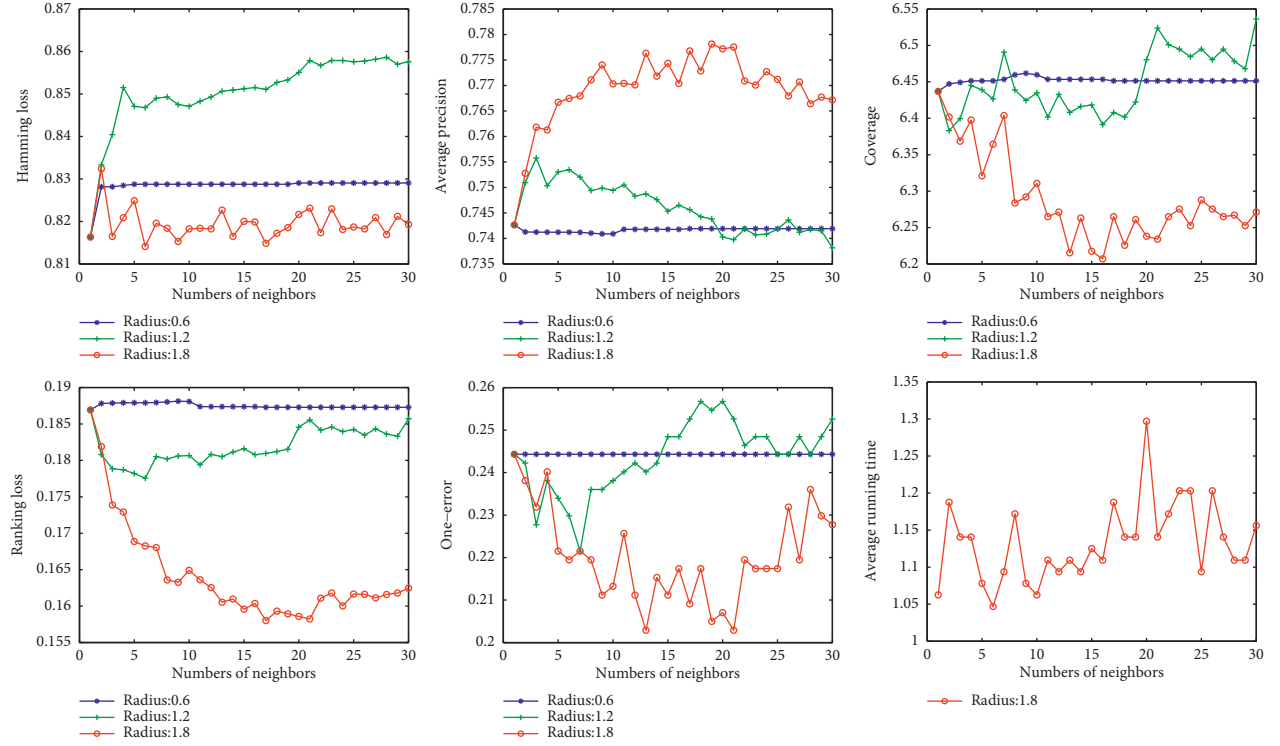 0.87
0.86
0.85
0.84
0.83
0.82
0.81
Hamming loss
0 5 10 15 20 25 30
Numbers of neighbors
Radius:0.6
Radius:1.2
Radius:1.8
0.785
0.78
0.775
0.77
0.765
0.76
0.755
0.75
0.745
0.74
0.735
Average precision
0 5 10 15 20 25 30
Numbers of neighbors
Radius:0.6
Radius:1.2
Radius:1.8
6.55
6.5
6.45
6.4
6.35
6.3
6.25
6.2
Coverage
0 5 10 15 20 25 30
Numbers of neighbors
Radius:0.6
Radius:1.2
Radius:1.8
0.19
0.185
0.18
0.175
0.17
0.165
0.16
0.155
Ranking loss
0 5 10 15 20 25 30
Numbers of neighbors
Radius:0.6
Radius:1.2
Radius:1.8
0.26
0.25
0.24
0.23
0.22
0.21
0.2
One-error
0 5 10 15 20 25 30
Numbers of neighbors
Radius:0.6
Radius:1.2
Radius:1.8
1.35
1.3
1.25
1.2
1.15
1.1
1.05
1
Average running time
0 5 10 15 20 25 30
Numbers of neighbors
Radius:1.8